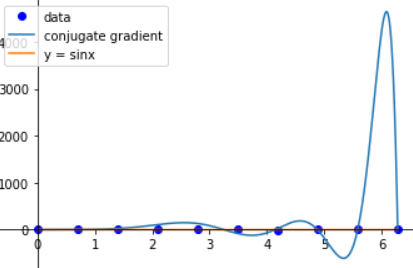 data
conjugate gradient
y = sinx
4000
3000
2000
1000
0
0 1 2 3 4 5 6